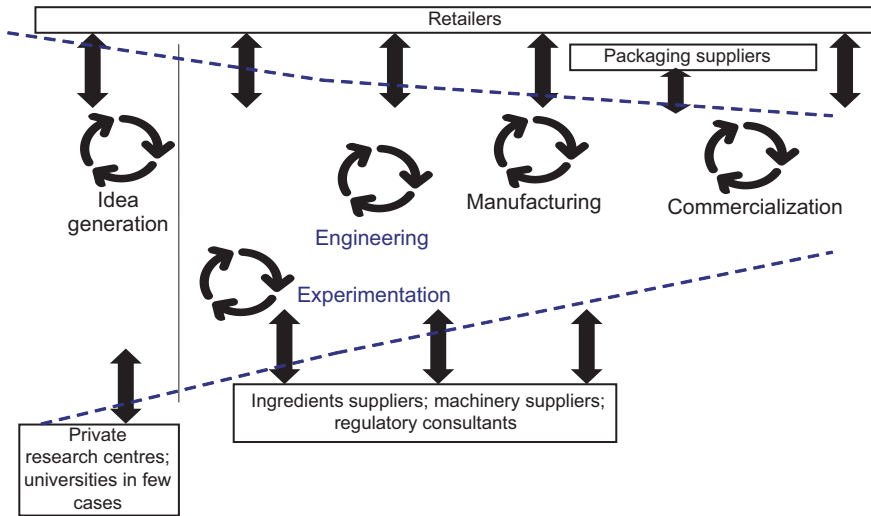 Retailers
Packaging suppliers
Idea
generation
Manufacturing
Commercialization
Engineering
Experimentation
Ingredients suppliers; machinery suppliers;
regulatory consultants
Private
research centres;
universities in few
cases